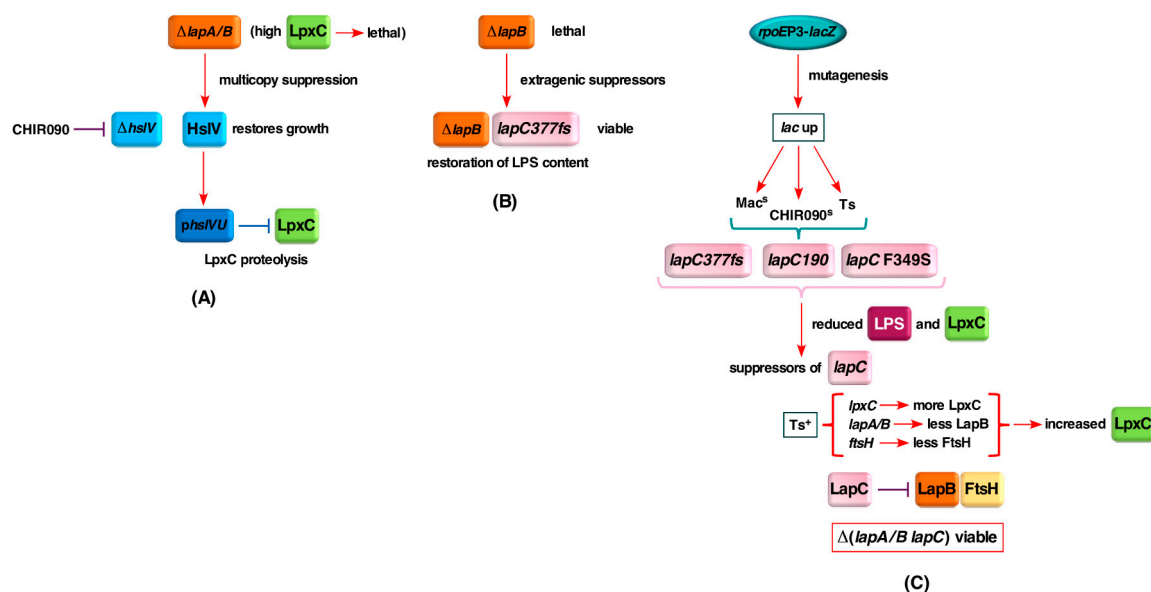 ΔlapA/B (high LpxC → lethal)
multicopy suppression
CHIR090 ΔhslV HslV restores growth
phslVU LpxC
LpxC proteolysis
(A)
ΔlapB lethal
extragenic suppressors
ΔlapB lapC377fs viable
restoration of LPS content
(B)
rpoEP3-lacZ
mutagenesis
lac up
Macˢ CHIR090ˢ Ts
lapC377fs lapC190 lapC F349S
reduced LPS and LpxC
suppressors of lapC
Ts⁺
lpxC → more LpxC
lapA/B → less LapB
ftsH → less FtsH
increased LpxC
LapC LapB FtsH
Δ(lapA/B lapC) viable
(C)